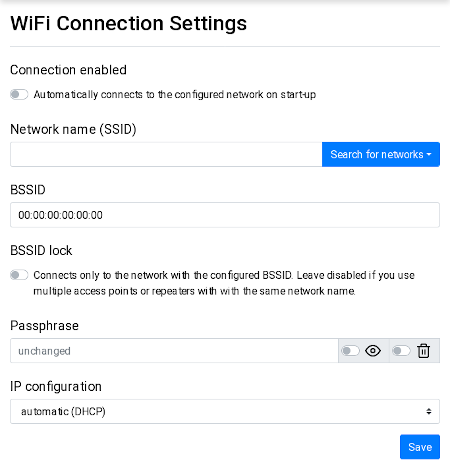 WiFi Connection Settings
Connection enabled
Automatically connects to the configured network on start-up
Network name (SSID)
Search for networks
BSSID
00:00:00:00:00:00
BSSID lock
Connects only to the network with the configured BSSID. Leave disabled if you use
multiple access points or repeaters with with the same network name.
Passphrase
unchanged
IP configuration
automatic (DHCP)
Save